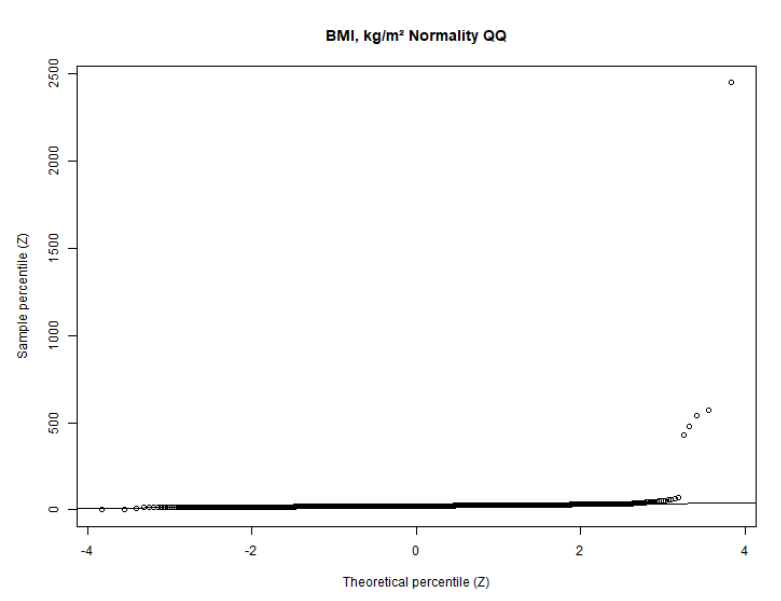 BMI, kg/m² Normality QQ
2500
2000
1500
1000
500
0
Sample percentile (Z)
-4 -2 0 2 4
Theoretical percentile (Z)